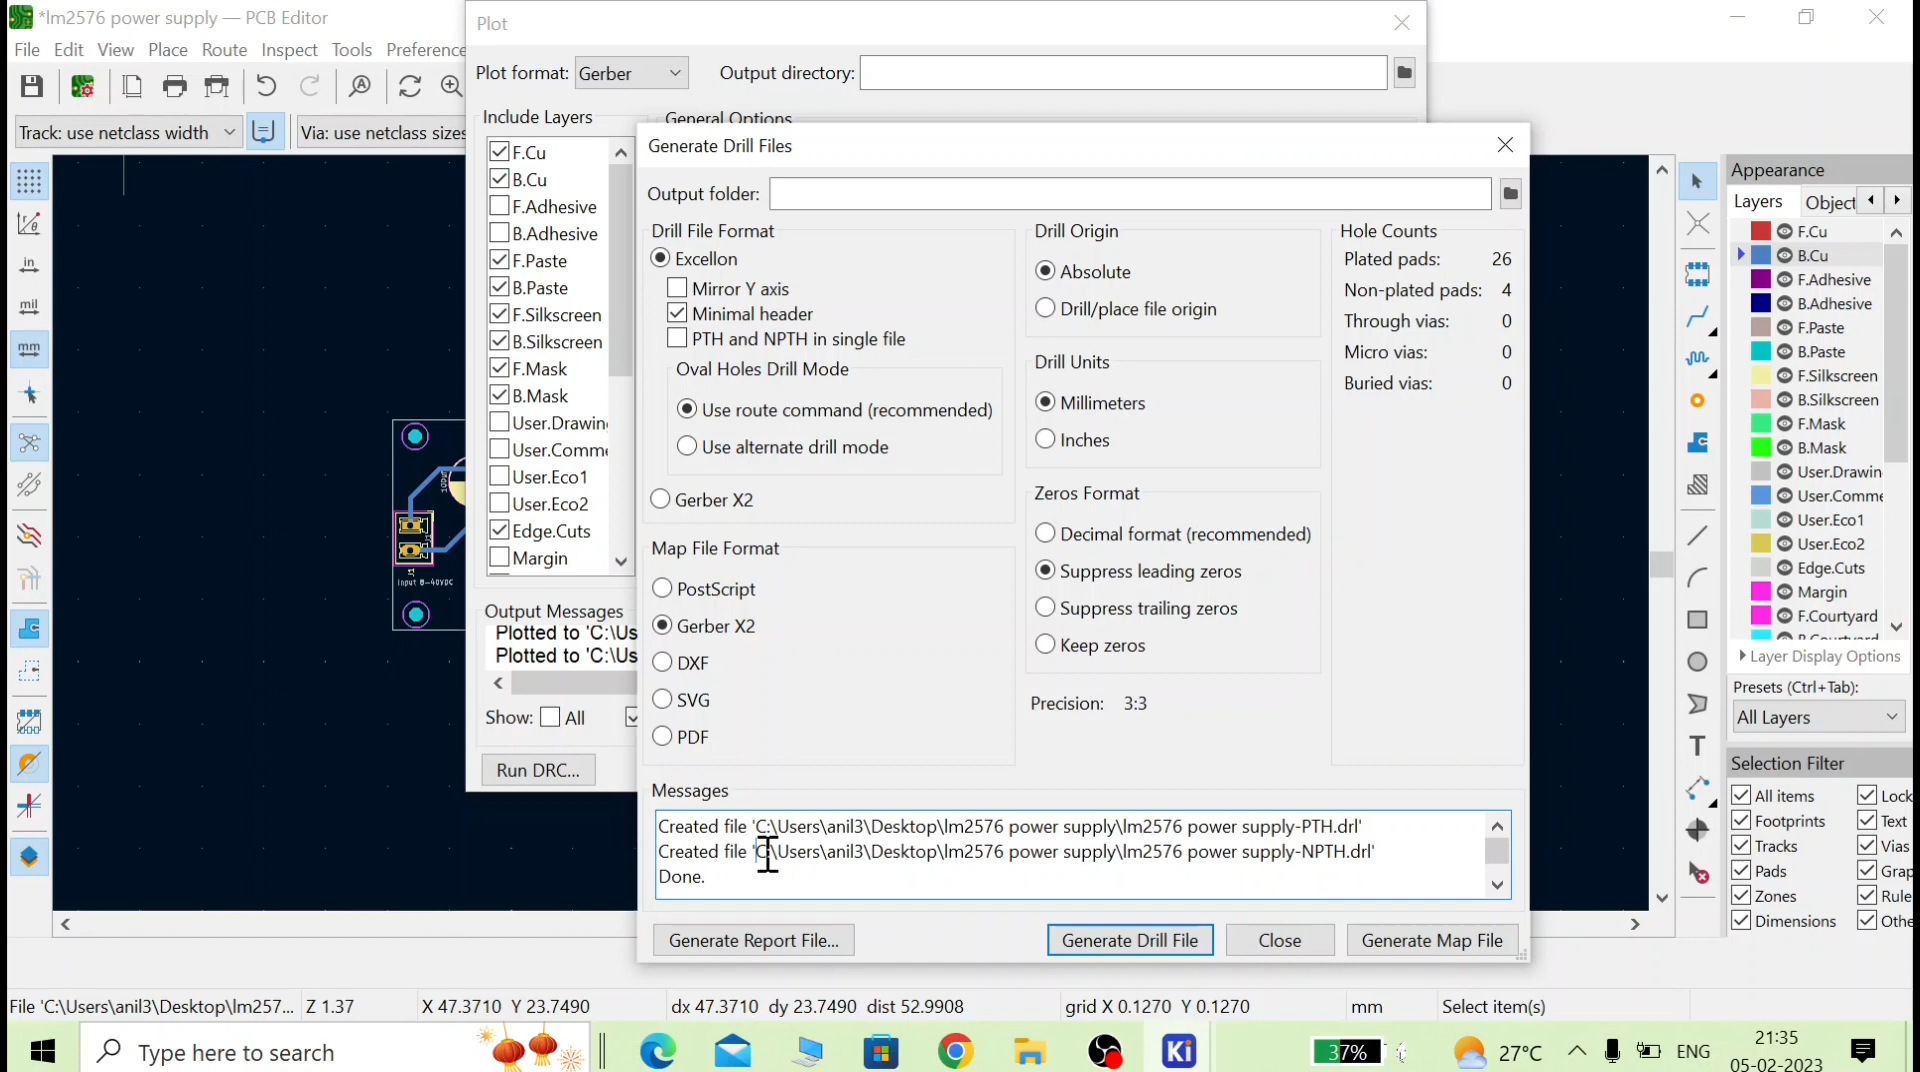 *lm2576 power supply — PCB Editor
File Edit View Place Route Inspect Tools Preference
Track: use netclass width
Via: use netclass sizes
Plot
Plot format: Gerber
Output directory:
Include Layers
General Options
F.Cu
B.Cu
F.Adhesive
B.Adhesive
F.Paste
B.Paste
F.Silkscreen
B.Silkscreen
F.Mask
B.Mask
User.Drawin
User.Comme
User.Eco1
User.Eco2
Edge.Cuts
Margin
Output Messages
Plotted to 'C:\Us
Plotted to 'C:\Us
Show: All
Run DRC...
Generate Drill Files
Output folder:
Drill File Format
Excellon
Mirror Y axis
Minimal header
PTH and NPTH in single file
Oval Holes Drill Mode
Use route command (recommended)
Use alternate drill mode
Gerber X2
Map File Format
PostScript
Gerber X2
DXF
SVG
PDF
Drill Origin
Absolute
Drill/place file origin
Drill Units
Millimeters
Inches
Zeros Format
Decimal format (recommended)
Suppress leading zeros
Suppress trailing zeros
Keep zeros
Precision: 3:3
Hole Counts
Plated pads: 26
Non-plated pads: 4
Through vias: 0
Micro vias: 0
Buried vias: 0
Messages
Created file 'C:\Users\anil3\Desktop\lm2576 power supply\lm2576 power supply-PTH.drl'
Created file 'C:\Users\anil3\Desktop\lm2576 power supply\lm2576 power supply-NPTH.drl'
Done.
Generate Report File...
Generate Drill File
Close
Generate Map File
in
mil
mm
J1
Input 8-40VDC
Appearance
Layers Object
F.Cu
B.Cu
F.Adhesive
B.Adhesive
F.Paste
B.Paste
F.Silkscreen
B.Silkscreen
F.Mask
B.Mask
User.Drawin
User.Comme
User.Eco1
User.Eco2
Edge.Cuts
Margin
F.Courtyard
B.Courtyard
Layer Display Options
Presets (Ctrl+Tab):
All Layers
Selection Filter
All items Lock
Footprints Text
Tracks Vias
Pads Grap
Zones Rule
Dimensions Othe
File 'C:\Users\anil3\Desktop\lm257... Z 1.37 X 47.3710 Y 23.7490 dx 47.3710 dy 23.7490 dist 52.9908 grid X 0.1270 Y 0.1270 mm Select item(s)
Type here to search
Ki
37%
27°C
ENG
21:35
05-02-2023